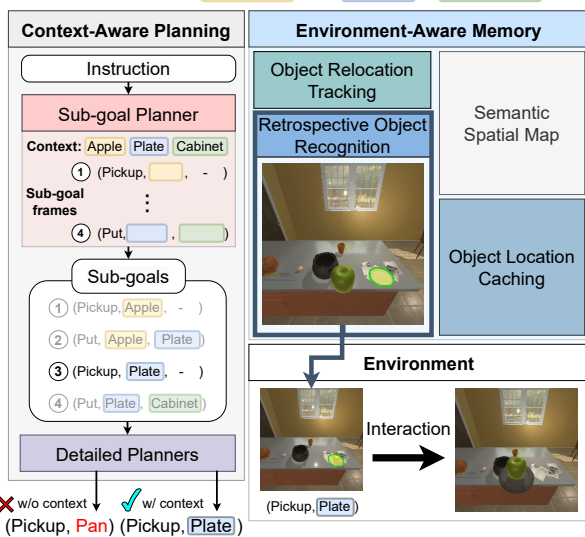 Context-Aware Planning
Instruction
Sub-goal Planner
Context: Apple Plate Cabinet
1 (Pickup, , - )
Sub-goal
frames
⋮
4 (Put, , )
Sub-goals
1 (Pickup, Apple, - )
2 (Put, Apple, Plate)
3 (Pickup, Plate, - )
4 (Put, Plate, Cabinet)
Detailed Planners
w/o context
w/ context
(Pickup, Pan)
(Pickup, Plate)
Environment-Aware Memory
Object Relocation
Tracking
Retrospective Object
Recognition
Semantic
Spatial Map
Object Location
Caching
Environment
Interaction
(Pickup, Plate)